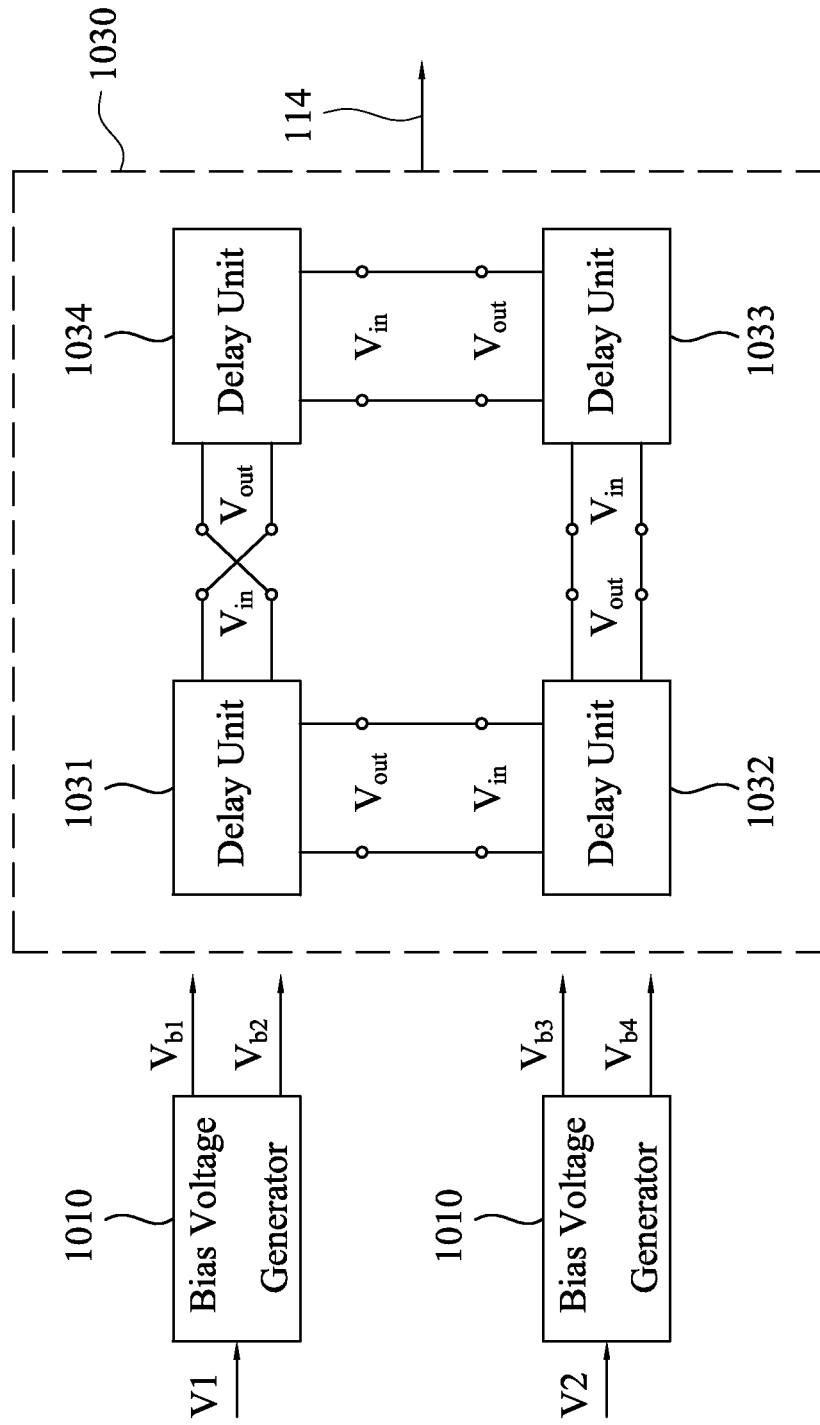 1030
114
1031
1034
Delay Unit
Delay Unit
V_in
V_out
V_out
V_in
V_in
V_out
V_out
V_in
Delay Unit
Delay Unit
1032
1033
1010
V1
Bias Voltage
Generator
V_b1
V_b2
1010
V2
Bias Voltage
Generator
V_b3
V_b4